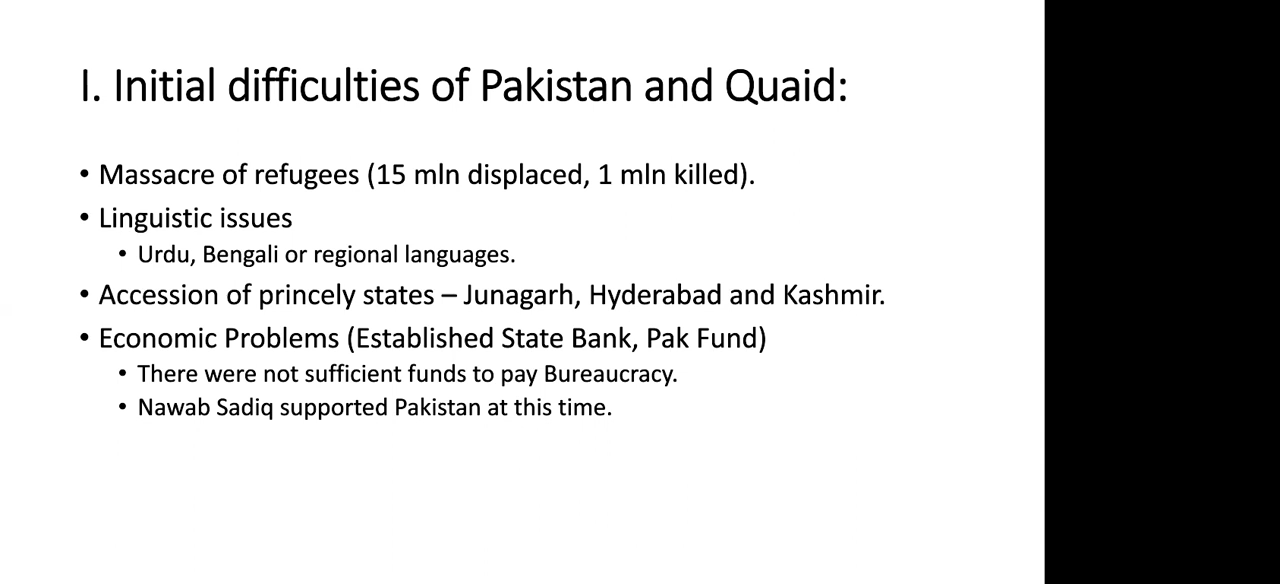 I. Initial difficulties of Pakistan and Quaid:
• Massacre of refugees (15 mln displaced, 1 mln killed).
• Linguistic issues
• Urdu, Bengali or regional languages.
• Accession of princely states – Junagarh, Hyderabad and Kashmir.
• Economic Problems (Established State Bank, Pak Fund)
• There were not sufficient funds to pay Bureaucracy.
• Nawab Sadiq supported Pakistan at this time.